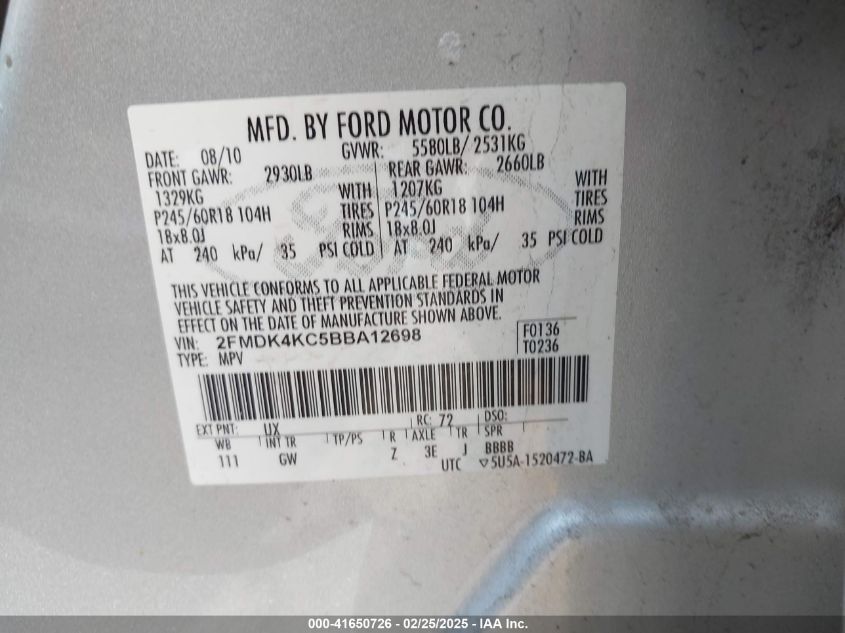 MFD. BY FORD MOTOR CO.
DATE: 08/10 GVWR: 5580LB/ 2531KG
FRONT GAWR: 2930LB REAR GAWR: 2660LB
1329KG WITH 1207KG WITH
P245/60R18 104H TIRES P245/60R18 104H TIRES
18x8.0J RIMS 18x8.0J RIMS
AT 240 kPa/ 35 PSI COLD AT 240 kPa/ 35 PSI COLD
THIS VEHICLE CONFORMS TO ALL APPLICABLE FEDERAL MOTOR
VEHICLE SAFETY AND THEFT PREVENTION STANDARDS IN
EFFECT ON THE DATE OF MANUFACTURE SHOWN ABOVE.
VIN: 2FMDK4KC5BBA12698 F0136
TYPE: MPV T0236
EXT PNT: UX RC: 72 DSO:
WB INT TR TP/PS R AXLE TR SPR
111 GW Z 3E J BBBB
UTC ▽5U5A-1520472-BA
000-41650726 - 02/25/2025 - IAA Inc.